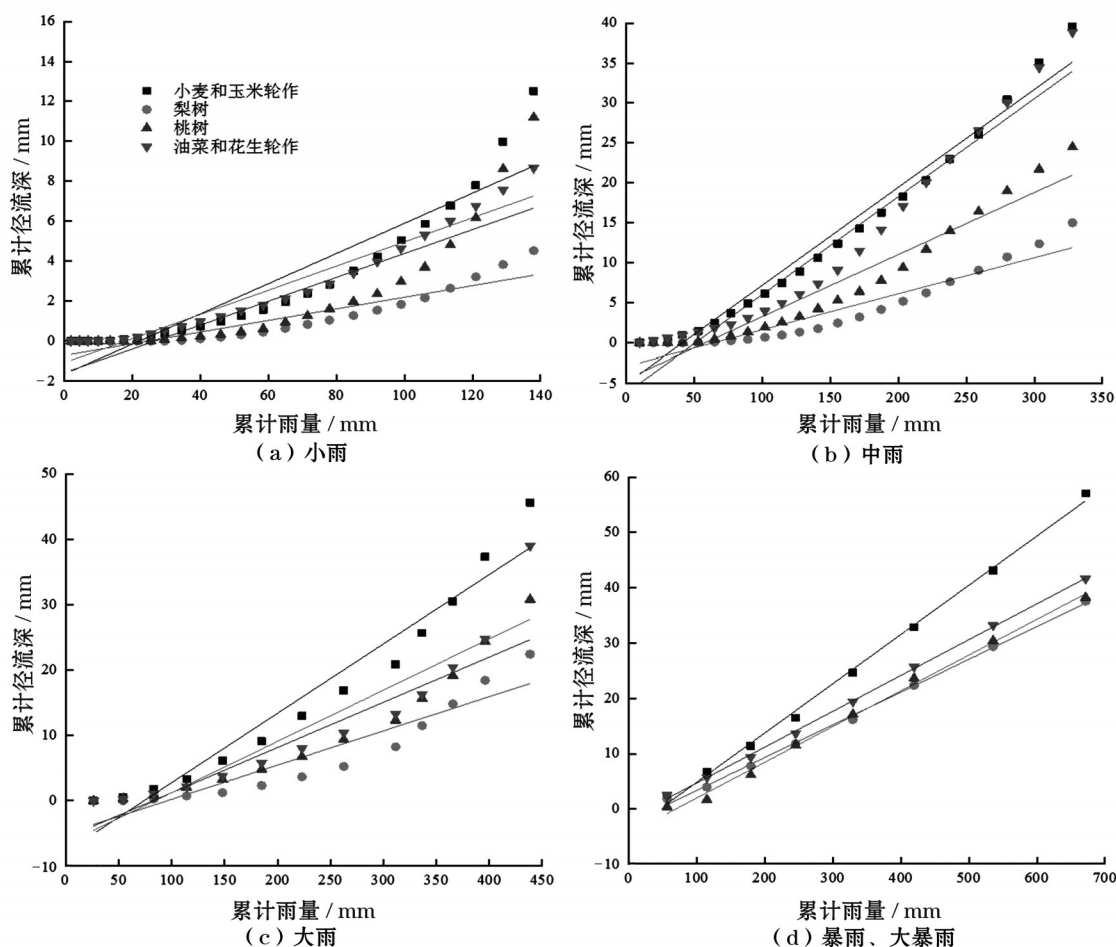 16
14
12
10
8
6
4
2
0
−2
累计径流深 / mm
小麦和玉米轮作
梨树
桃树
油菜和花生轮作
0 20 40 60 80 100 120 140
累计雨量 / mm
(a) 小雨
40
35
30
25
20
15
10
5
0
−5
累计径流深 / mm
0 50 100 150 200 250 300 350
累计雨量 / mm
(b) 中雨
50
40
30
20
10
0
−10
累计径流深 / mm
0 50 100 150 200 250 300 350 400 450
累计雨量 / mm
(c) 大雨
60
50
40
30
20
10
0
−10
累计径流深 / mm
0 100 200 300 400 500 600 700
累计雨量 / mm
(d) 暴雨、大暴雨